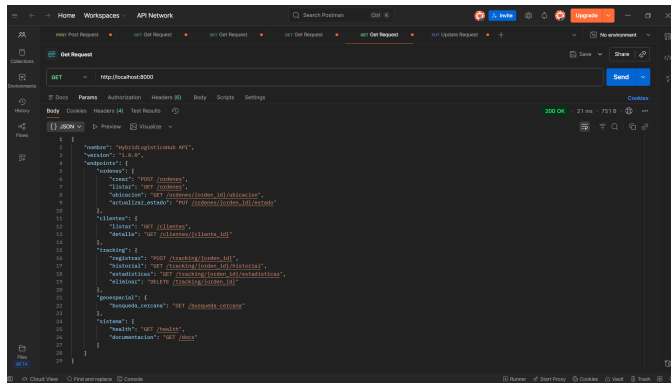 Home Workspaces API Network
Search Postman Ctrl K
Invite
Upgrade
POST Post Request
GET Get Request
GET Get Request
GET Get Request
GET Get Request
PUT Update Request
No environment
Collections
Environments
History
Flows
Files
BETA
Get Request
Save
Share
GET
http://localhost:8000
Send
Docs Params Authorization Headers (6) Body Scripts Settings
Cookies
Body Cookies Headers (4) Test Results
200 OK 21 ms 751 B
{} JSON Preview Visualize
1 {
2 "nombre": "HybridLogisticsHub API",
3 "version": "1.0.0",
4 "endpoints": {
5 "ordenes": {
6 "crear": "POST /ordenes",
7 "listar": "GET /ordenes",
8 "ubicacion": "GET /ordenes/{orden_id}/ubicacion",
9 "actualizar_estado": "PUT /ordenes/{orden_id}/estado"
10 },
11 "clientes": {
12 "listar": "GET /clientes",
13 "detalle": "GET /clientes/{cliente_id}"
14 },
15 "tracking": {
16 "registrar": "POST /tracking/{orden_id}",
17 "historial": "GET /tracking/{orden_id}/historial",
18 "estadisticas": "GET /tracking/{orden_id}/estadisticas",
19 "eliminar": "DELETE /tracking/{orden_id}"
20 },
21 "geoespacial": {
22 "busqueda_cercana": "GET /busqueda-cercana"
23 },
24 "sistema": {
25 "health": "GET /health",
26 "documentacion": "GET /docs"
27 }
28 }
29 }
Cloud View Find and replace Console
Runner Start Proxy Cookies Vault Trash